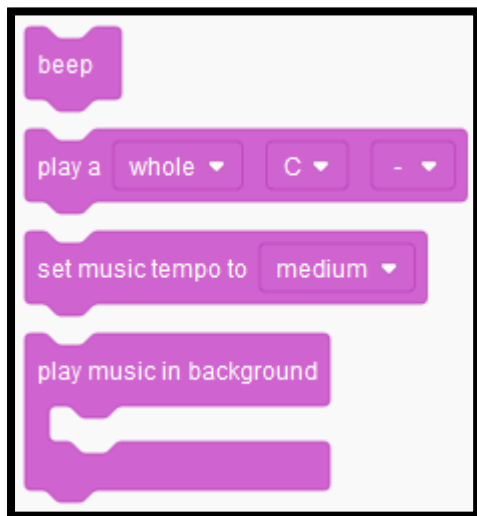 beep
play a whole C -
set music tempo to medium
play music in background